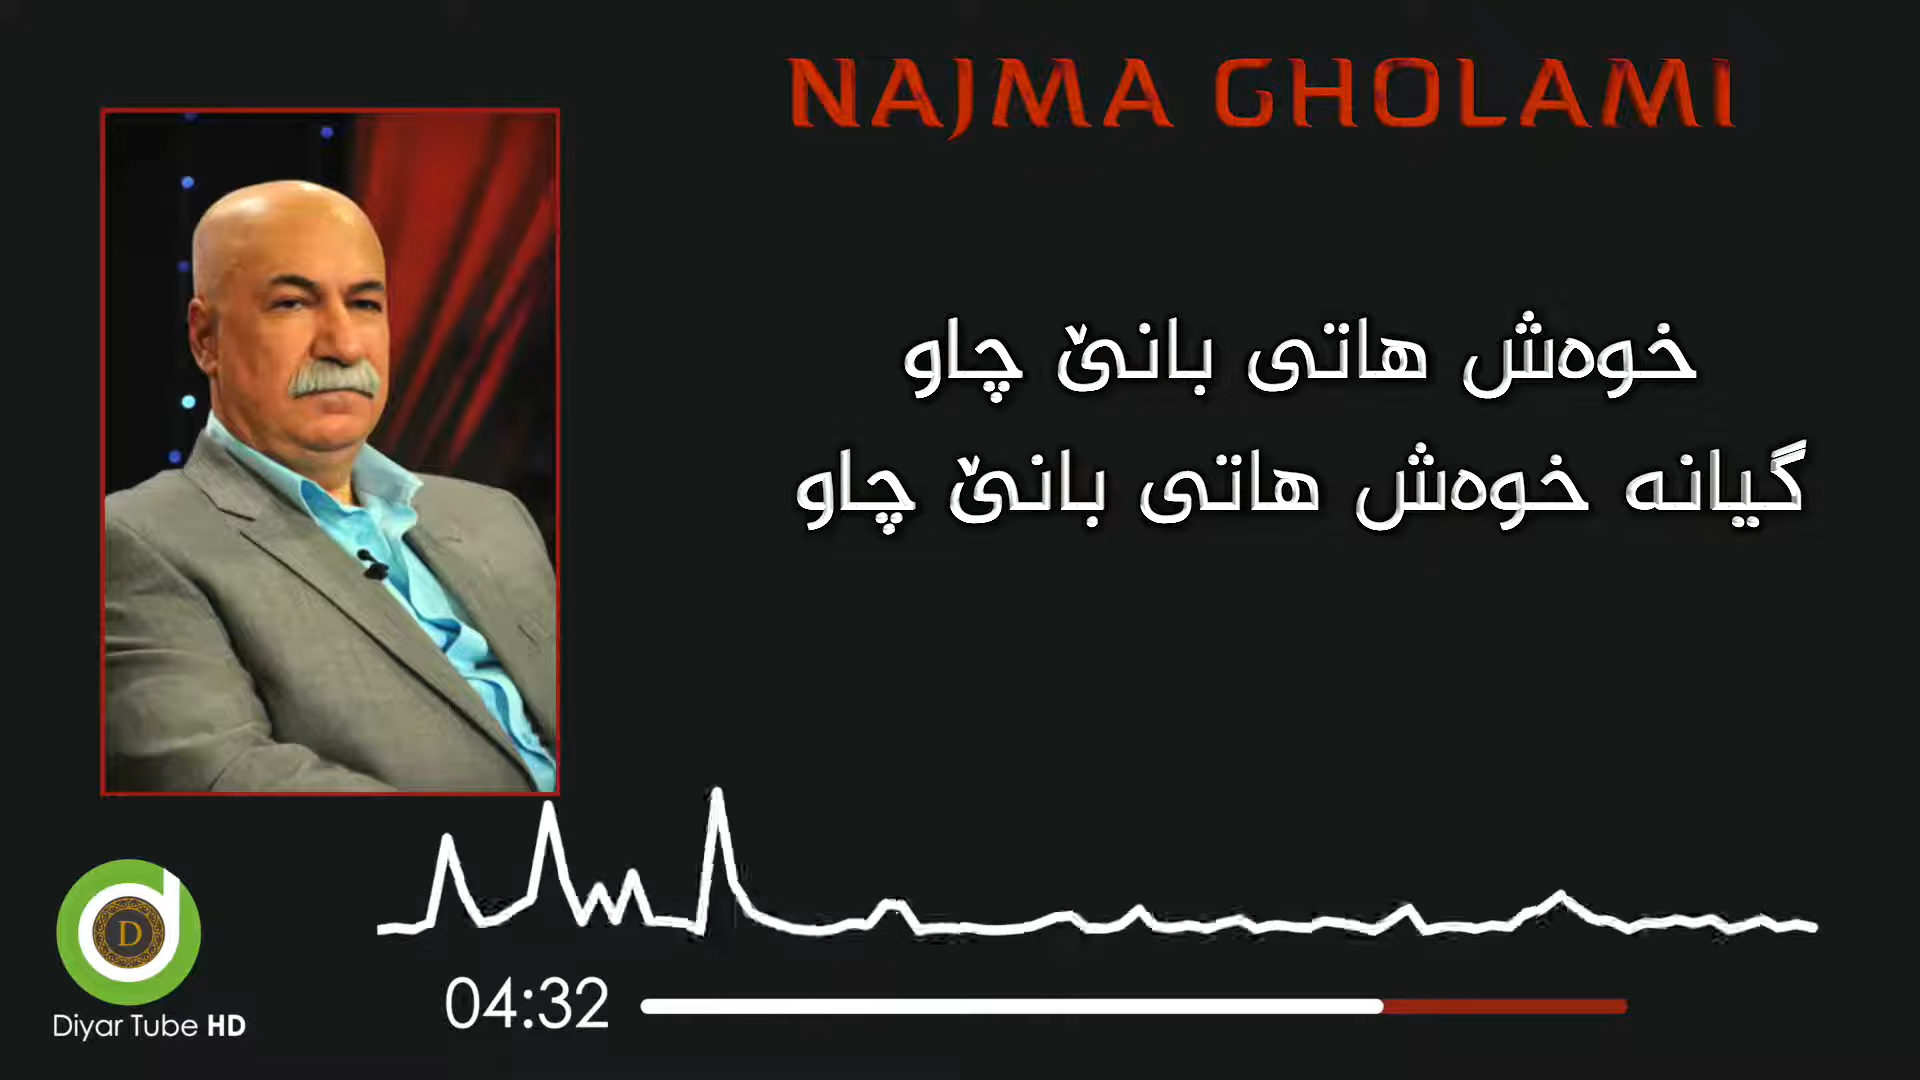 NAJMA GHOLAMI
خوەش هاتی بانێ چاو
گیانە خوەش هاتی بانێ چاو
04:32
D
Diyar Tube HD